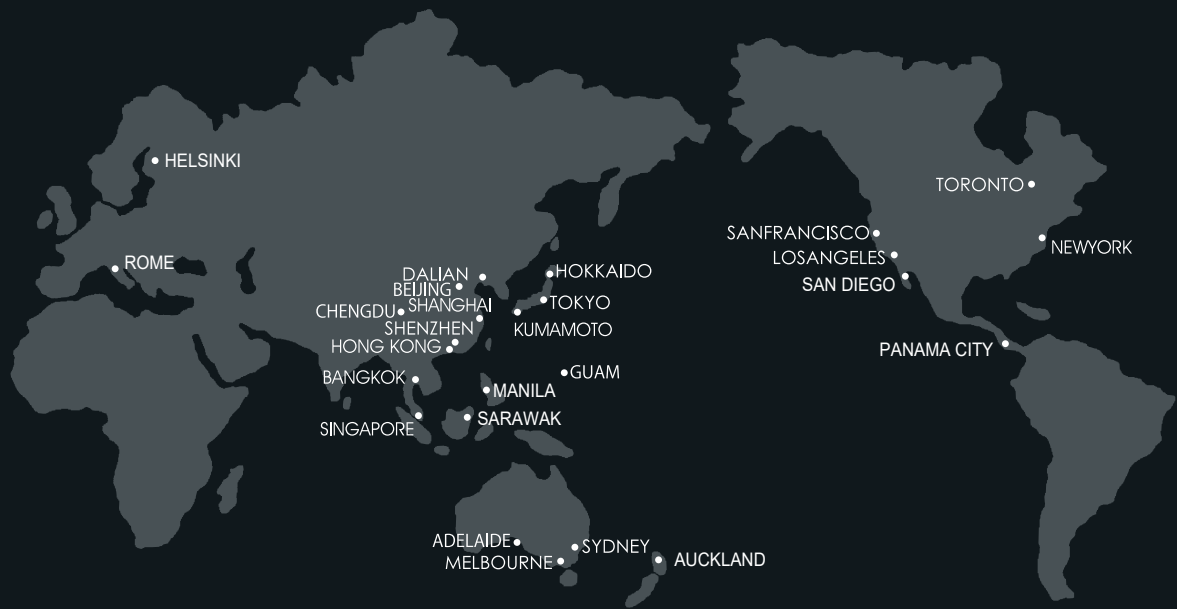 HELSINKI
TORONTO
SANFRANCISCO
NEWYORK
LOSANGELES
ROME
DALIAN
HOKKAIDO
SAN DIEGO
BEIJING
SHANGHAI
TOKYO
CHENGDU
SHENZHEN
KUMAMOTO
HONG KONG
PANAMA CITY
BANGKOK
GUAM
MANILA
SARAWAK
SINGAPORE
ADELAIDE
SYDNEY
MELBOURNE
AUCKLAND